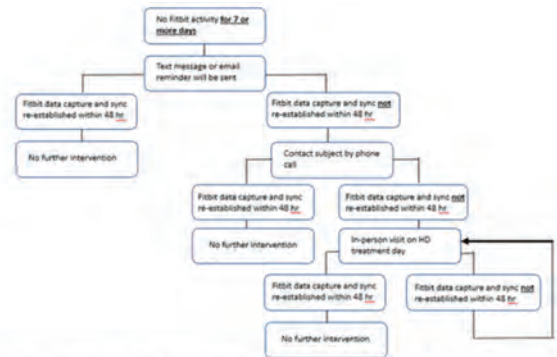 No Fitbit activity for 7 or
more days
Text message or email
reminder will be sent
Fitbit data capture and sync
re-established within 48 hr
Fitbit data capture and sync not
re-established within 48 hr
No further intervention
Contact subject by phone
call
Fitbit data capture and sync
re-established within 48 hr
Fitbit data capture and sync not
re-established within 48 hr
No further intervention
In-person visit on HD
treatment day
Fitbit data capture and sync
re-established within 48 hr
Fitbit data capture and sync not
re-established within 48 hr
No further intervention